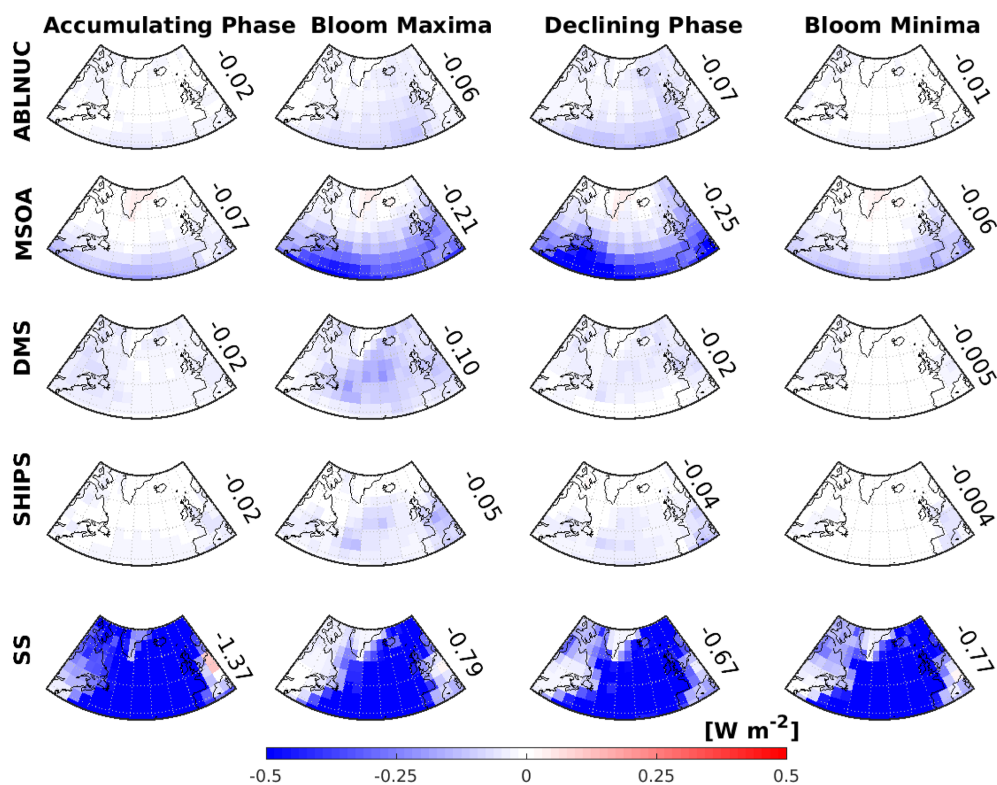 Accumulating Phase Bloom Maxima Declining Phase Bloom Minima
ABLNUC -0.02 -0.06 -0.07 -0.01
MSOA -0.07 -0.21 -0.25 -0.06
DMS -0.02 -0.10 -0.02 -0.005
SHIPS -0.02 -0.05 -0.04 -0.004
SS -1.37 -0.79 -0.67 -0.77
[W m-2]
-0.5 -0.25 0 0.25 0.5